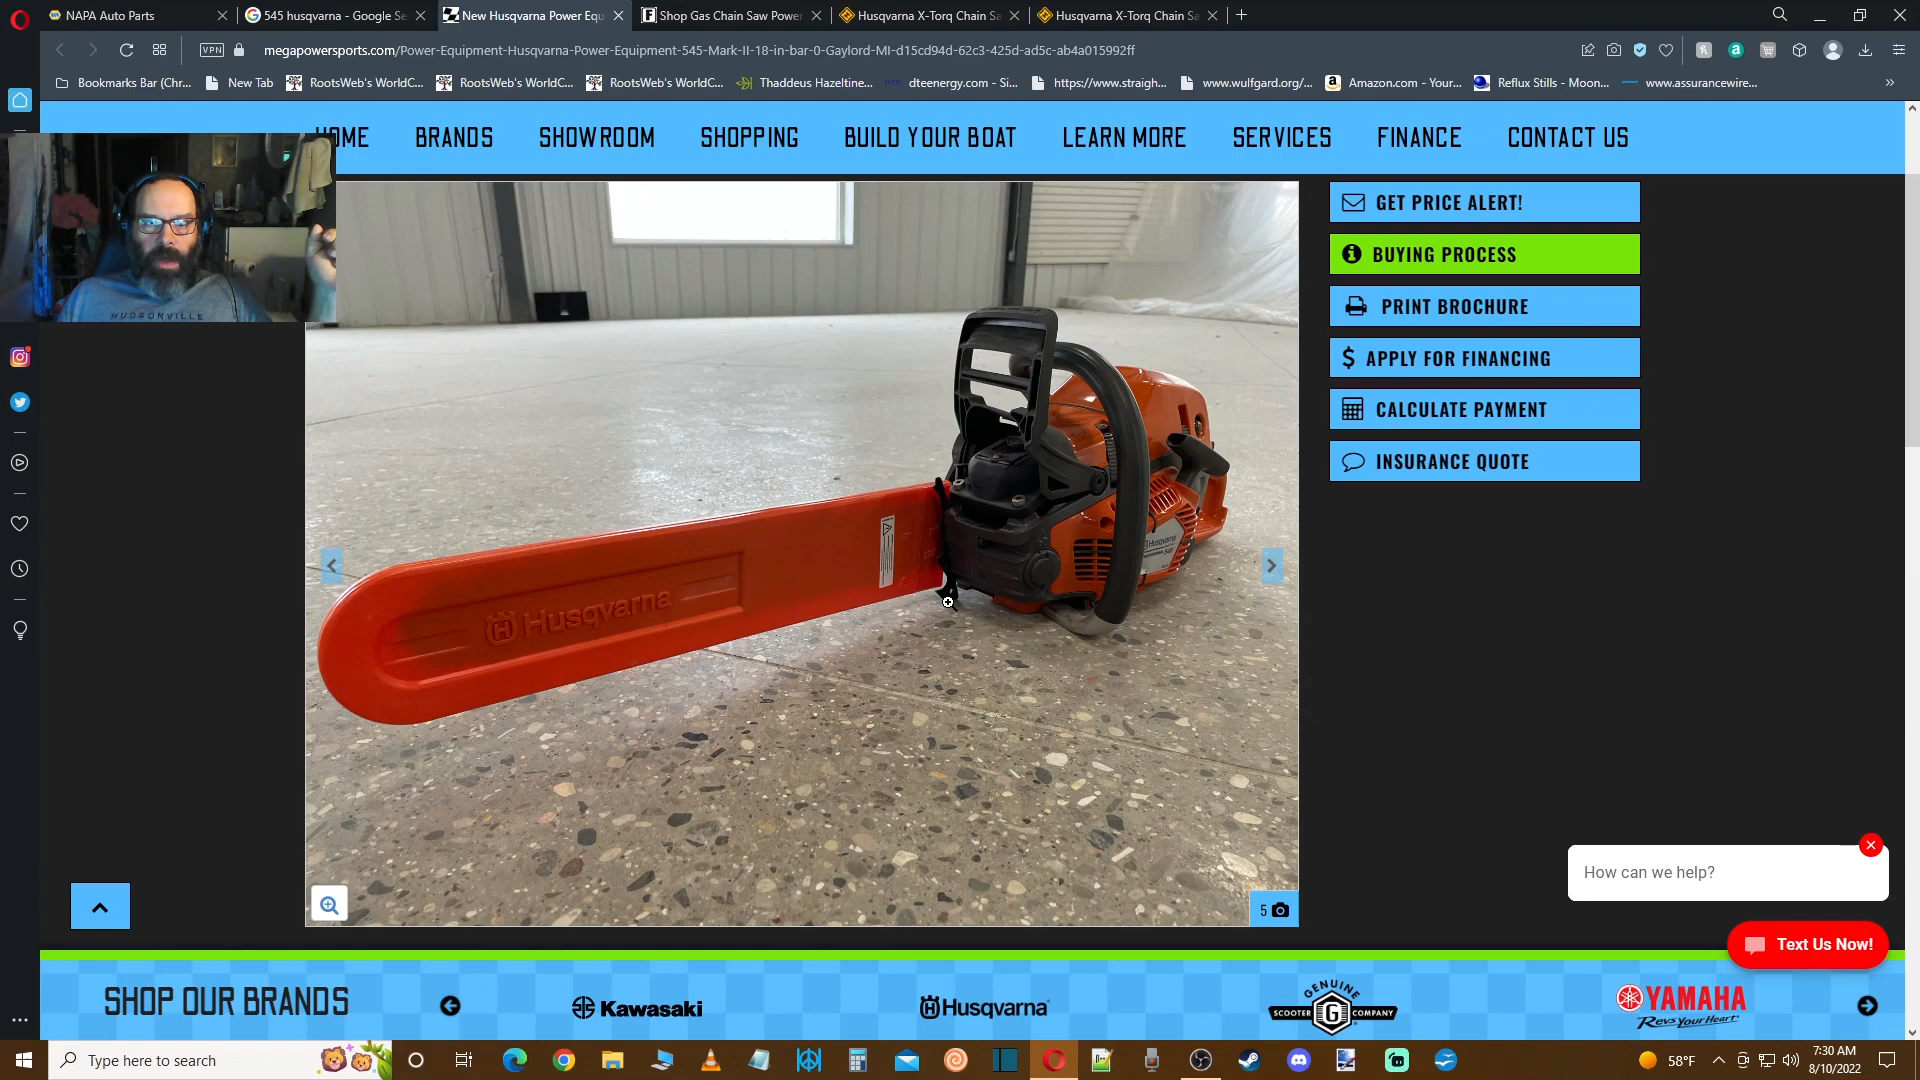 NAPA Auto Parts
545 husqvarna - Google Se
New Husqvarna Power Equ
Shop Gas Chain Saw Power
Husqvarna X-Torq Chain Sa
Husqvarna X-Torq Chain Sa
VPN
megapowersports.com/Power-Equipment-Husqvarna-Power-Equipment-545-Mark-II-18-in-bar-0-Gaylord-MI-d15cd94d-62c3-425d-ad5c-ab4a015992ff
Bookmarks Bar (Chr...
New Tab
RootsWeb's WorldC...
RootsWeb's WorldC...
RootsWeb's WorldC...
Thaddeus Hazeltine...
dteenergy.com - Si...
https://www.straigh...
www.wulfgard.org/...
Amazon.com - Your...
Reflux Stills - Moon...
www.assurancewire...
HOME
BRANDS
SHOWROOM
SHOPPING
BUILD YOUR BOAT
LEARN MORE
SERVICES
FINANCE
CONTACT US
HUDSONVILLE
GET PRICE ALERT!
BUYING PROCESS
PRINT BROCHURE
APPLY FOR FINANCING
CALCULATE PAYMENT
INSURANCE QUOTE
Husqvarna
Husqvarna
545
5
How can we help?
Text Us Now!
SHOP OUR BRANDS
Kawasaki
Husqvarna
GENUINE
G
SCOOTER COMPANY
YAMAHA
Revs Your Heart
Type here to search
58°F
7:30 AM
8/10/2022